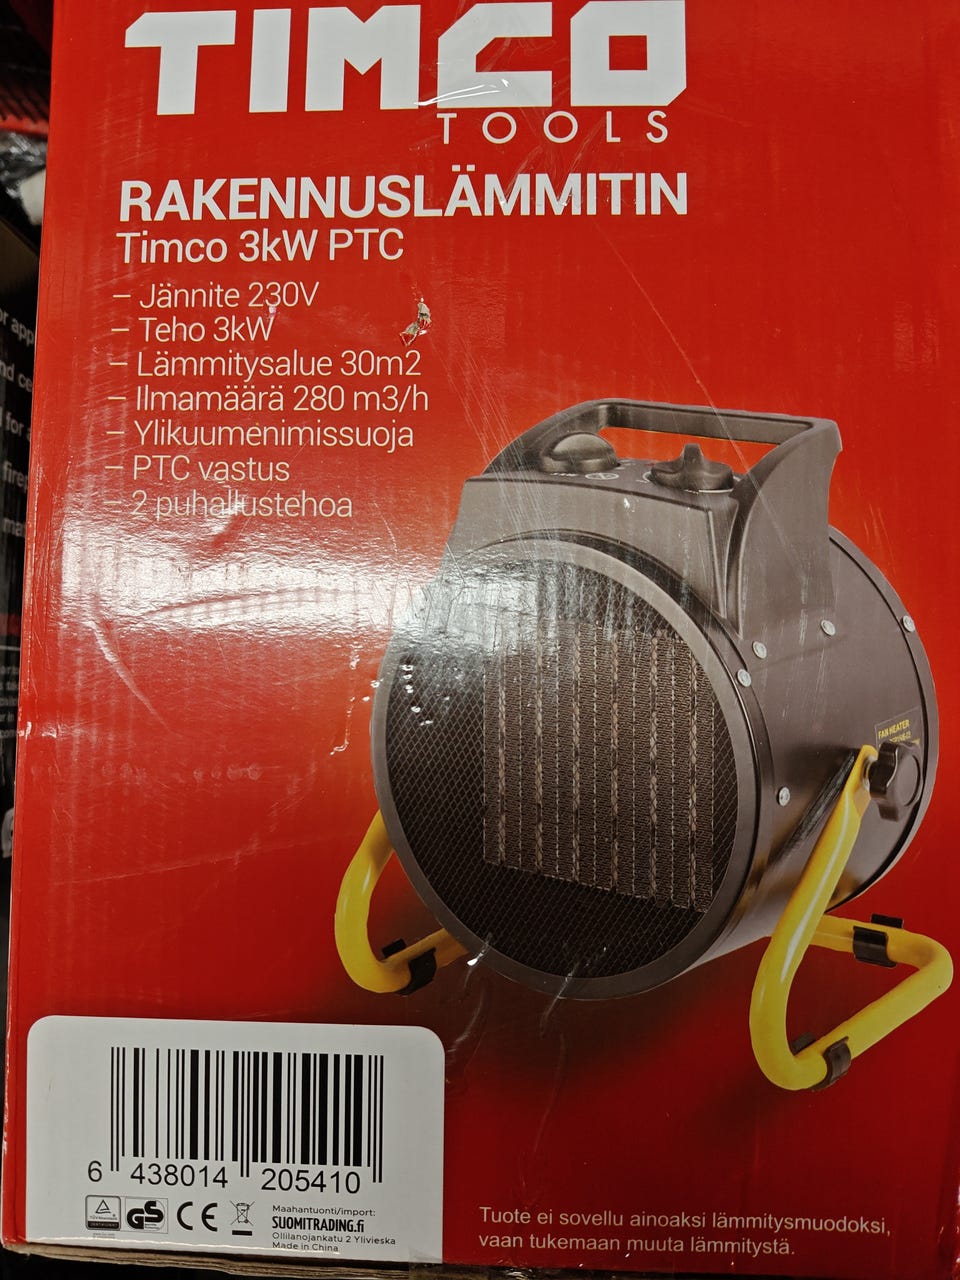 TIMCO
TOOLS
RAKENNUSLÄMMITIN
Timco 3kW PTC
– Jännite 230V
– Teho 3kW
– Lämmitysalue 30m2
– Ilmamäärä 280 m3/h
– Ylikuumenimissuoja
– PTC vastus
– 2 puhallustehoa
FAN HEATER
6 438014 205410
GS
CE
Maahantuonti/import:
SUOMITRADING.fi
Ollilanojankatu 2 Ylivieska
Made in China
Tuote ei sovellu ainoaksi lämmitysmuodoksi,
vaan tukemaan muuta lämmitystä.